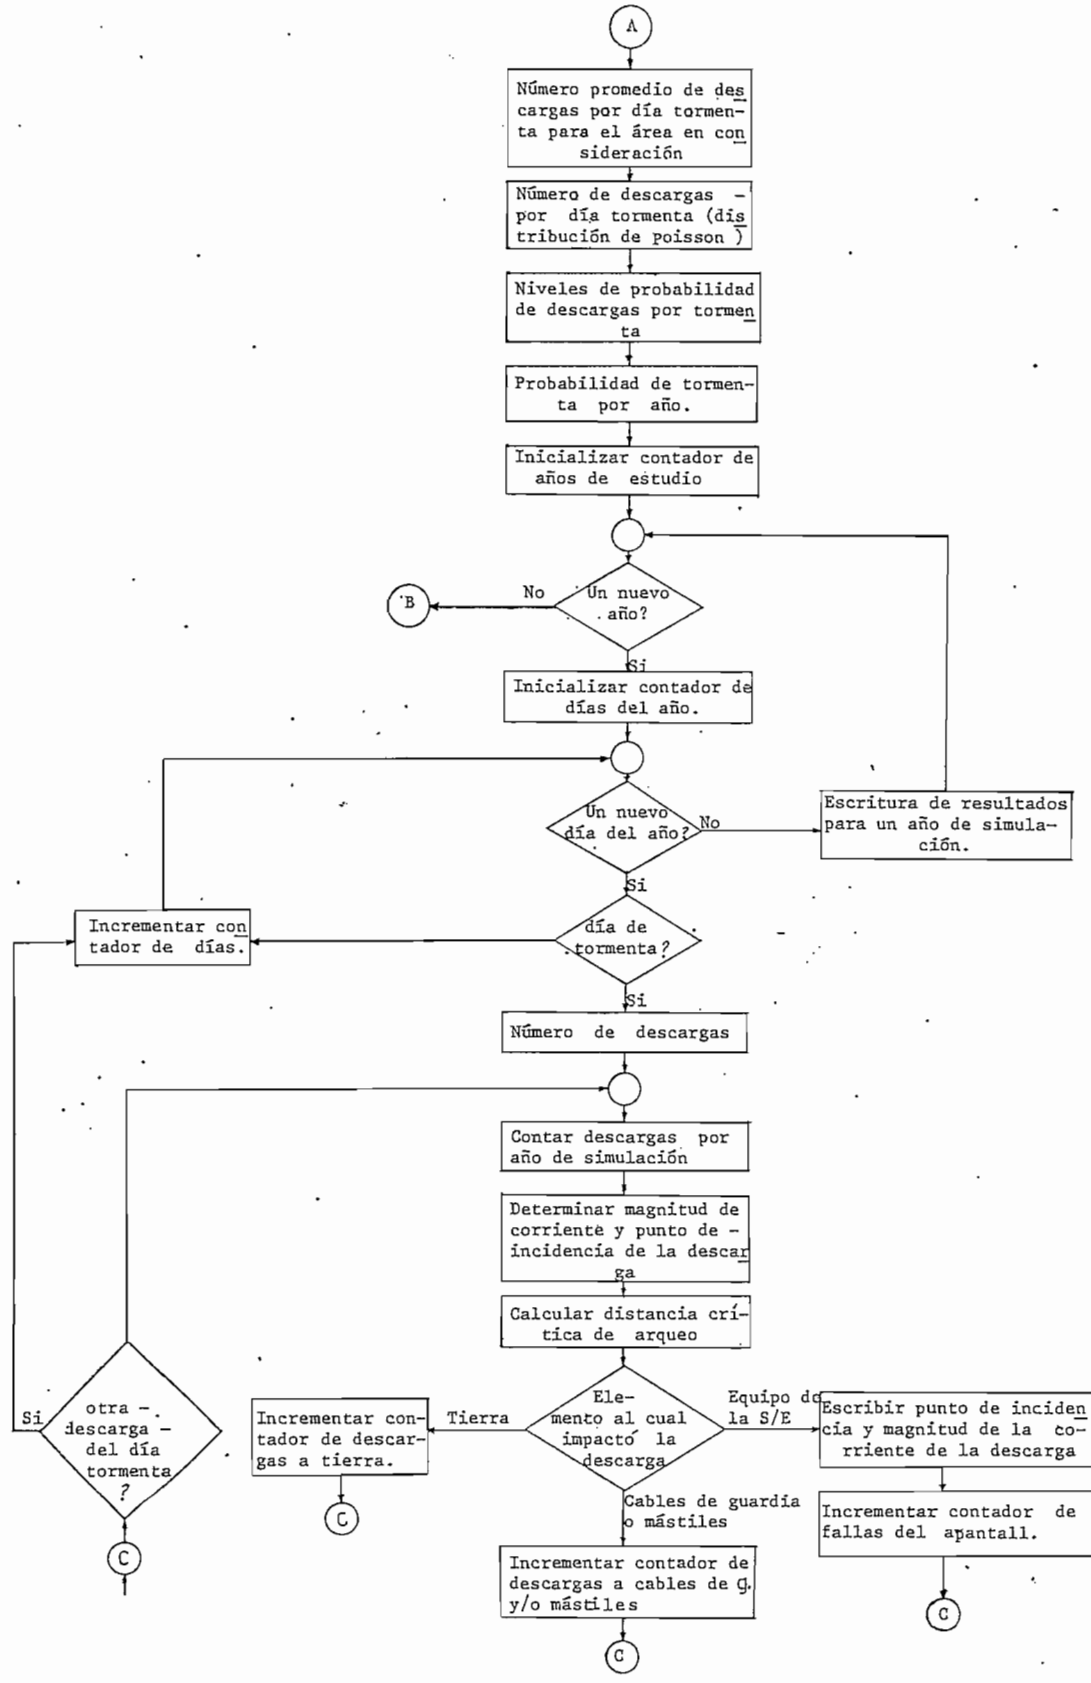 A
Número promedio de des
cargas por día tormen-
ta para el área en con
sideración
Número de descargas -
por día tormenta (dis
tribución de poisson )
Niveles de probabilidad
de descargas por tormen
ta
Probabilidad de tormen-
ta por año.
Inicializar contador de
años de estudio
No
B
Un nuevo
año?
Si
Inicializar contador de
días del año.
Un nuevo
día del año?
No
Escritura de resultados
para un año de simula-
ción.
Si
día de
tormenta?
Incrementar con
tador de días.
Si
Número de descargas
Contar descargas por
año de simulación
Determinar magnitud de
corriente y punto de -
incidencía de la descar
ga
Calcular distancia crí-
tica de arqueo
Ele-
mento al cual
impactó la
descarga
Tierra
Incrementar con-
tador de descar-
gas a tierra.
C
Equipo de
la S/E
Escribir punto de inciden
cia y magnitud de la co-
rriente de la descarga
Incrementar contador de
fallas del apantall.
C
Cables de guardía
o mástiles
Incrementar contador de
descargas a cables de g.
y/o mástiles
C
Si
otra -
descarga -
del día
tormenta
?
C